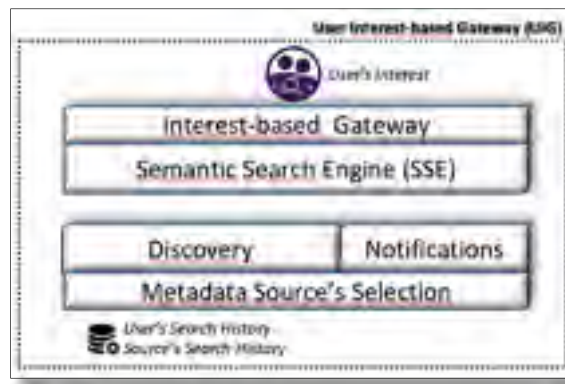 User Interest-based Gateway (UIG)
User's Interest
Interest-based Gateway
Semantic Search Engine (SSE)
Discovery
Notifications
Metadata Source's Selection
User's Search History
Source's Search History